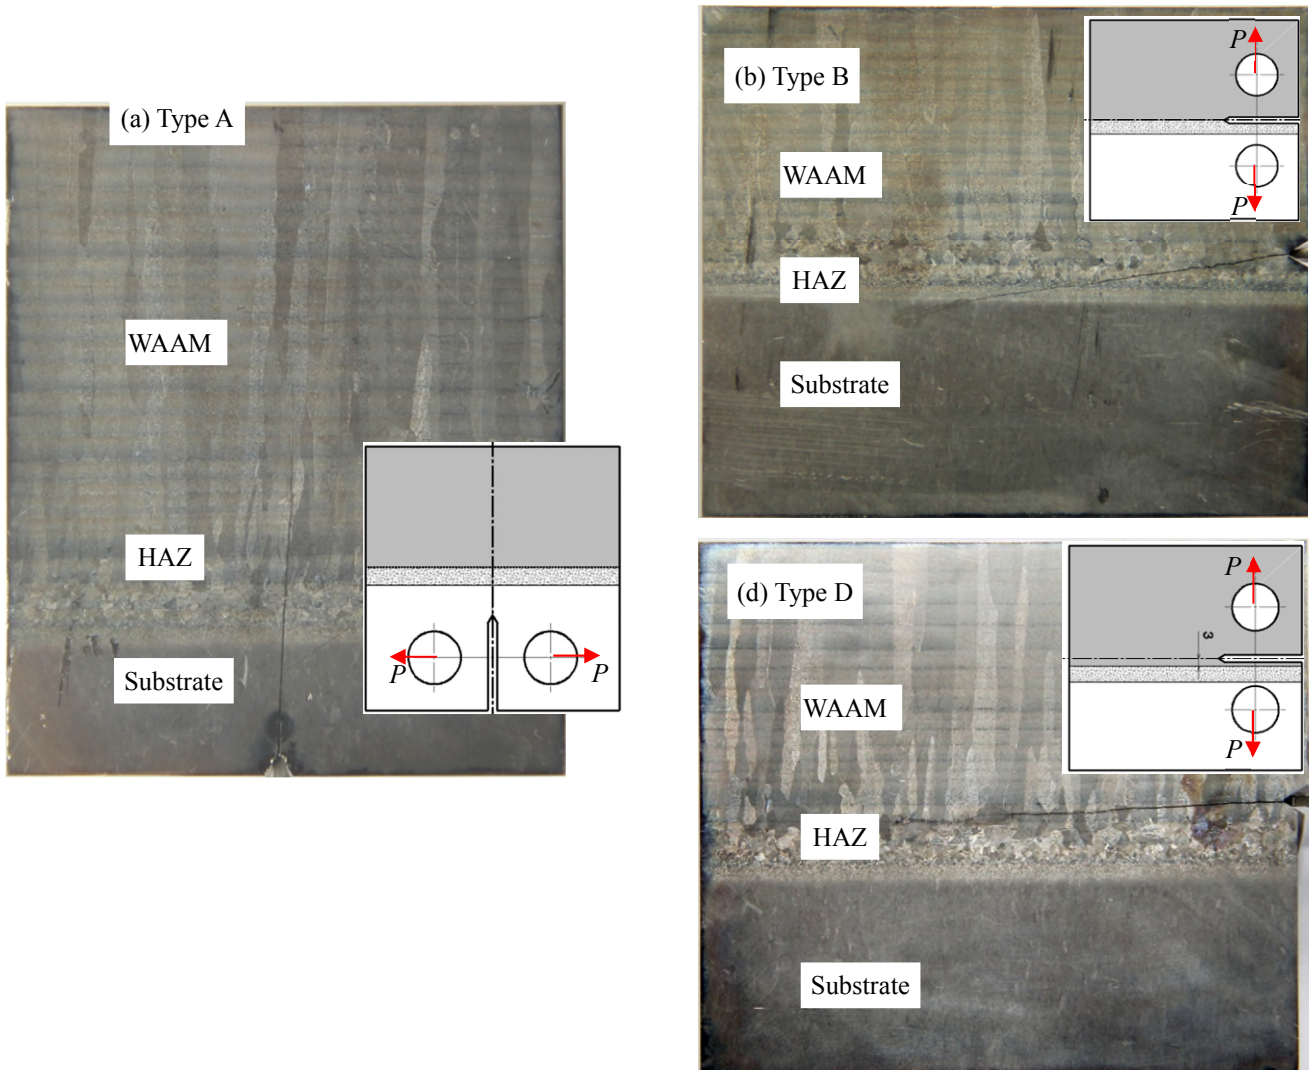 (a) Type A
WAAM
HAZ
Substrate
P
P
(b) Type B
WAAM
HAZ
Substrate
P
P
(d) Type D
WAAM
HAZ
Substrate
P
3
P